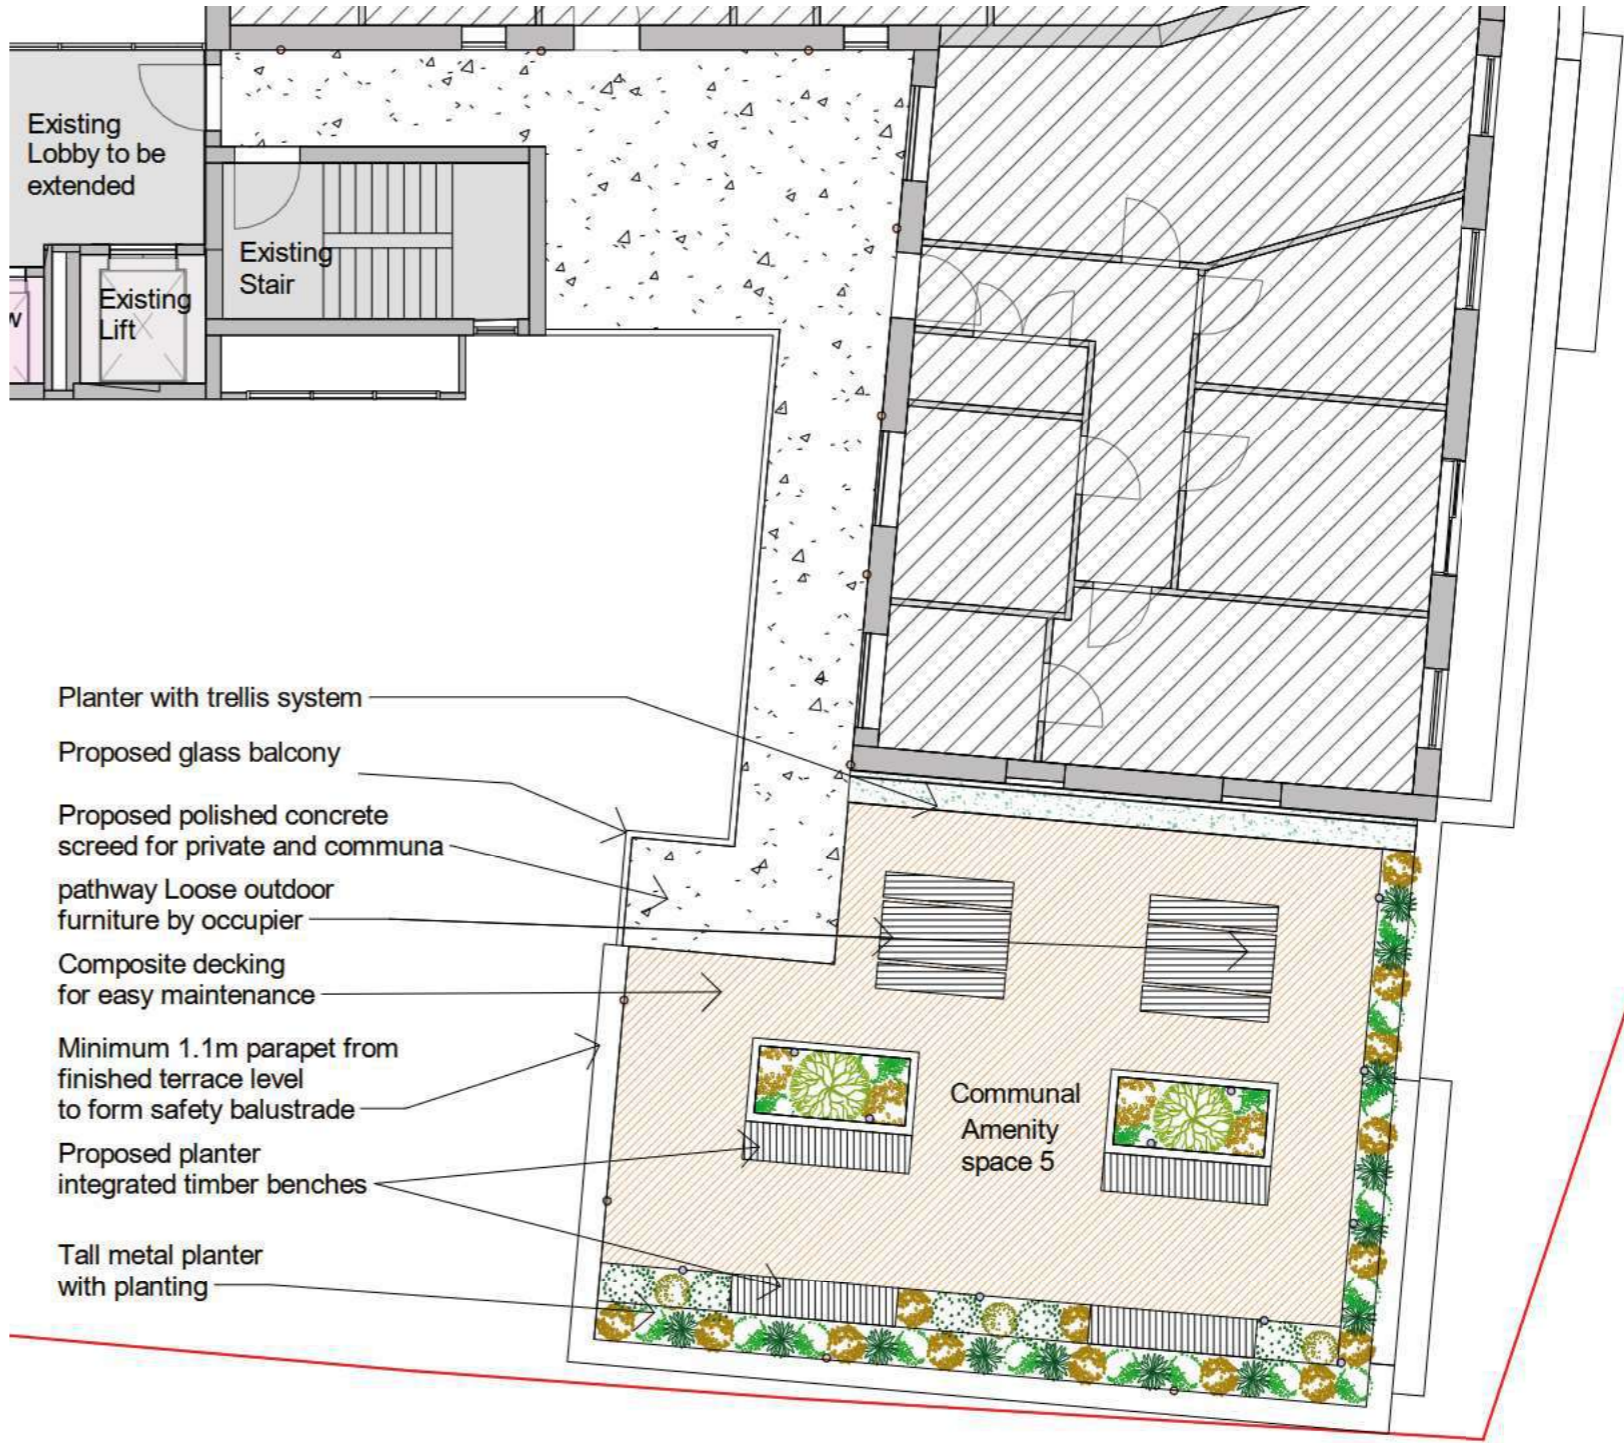 Existing
Lobby to be
extended
Existing
Stair
Existing
Lift
w
Planter with trellis system
Proposed glass balcony
Proposed polished concrete
screed for private and communa
pathway Loose outdoor
furniture by occupier
Composite decking
for easy maintenance
Minimum 1.1m parapet from
finished terrace level
to form safety balustrade
Proposed planter
integrated timber benches
Tall metal planter
with planting
Communal
Amenity
space 5